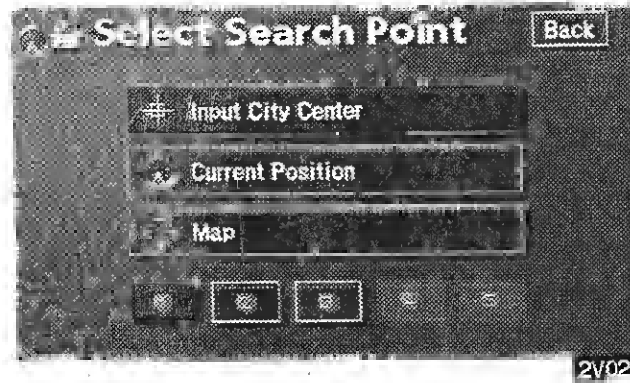 Select Search Point
Back
Input City Center
Current Position
Map
2V02